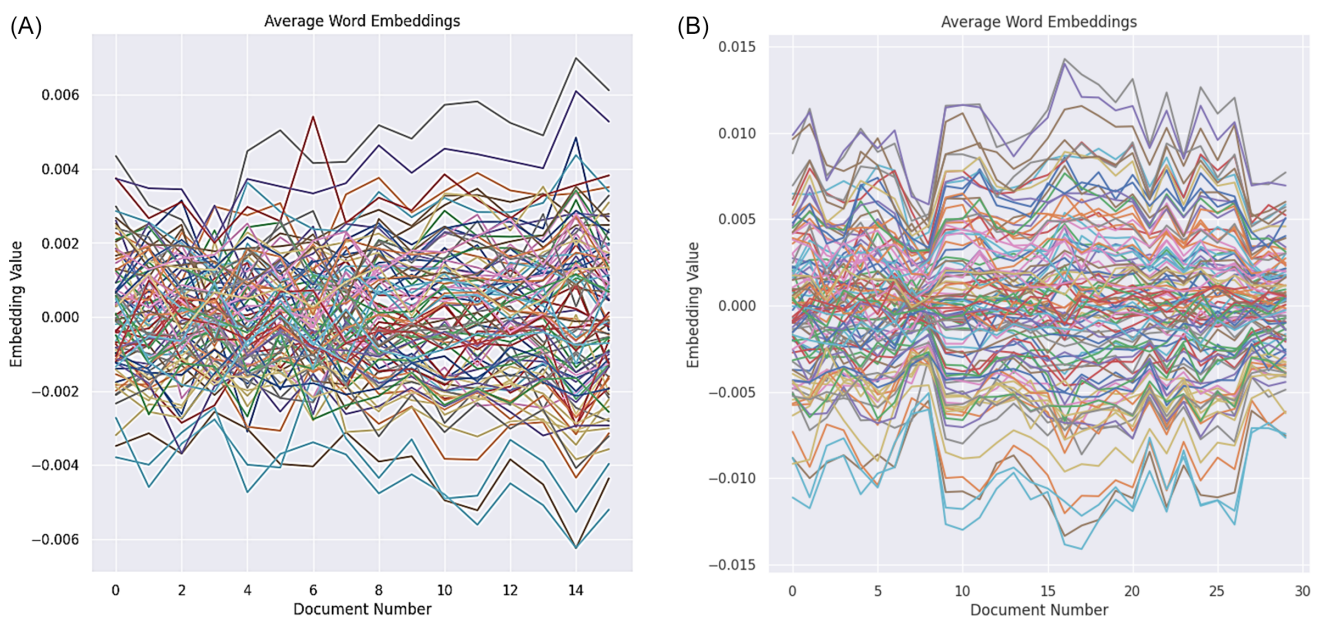 (A)
Average Word Embeddings
Embedding Value
0.006
0.004
0.002
0.000
−0.002
−0.004
−0.006
0 2 4 6 8 10 12 14
Document Number
(B)
Average Word Embeddings
Embedding Value
0.015
0.010
0.005
0.000
−0.005
−0.010
−0.015
0 5 10 15 20 25 30
Document Number